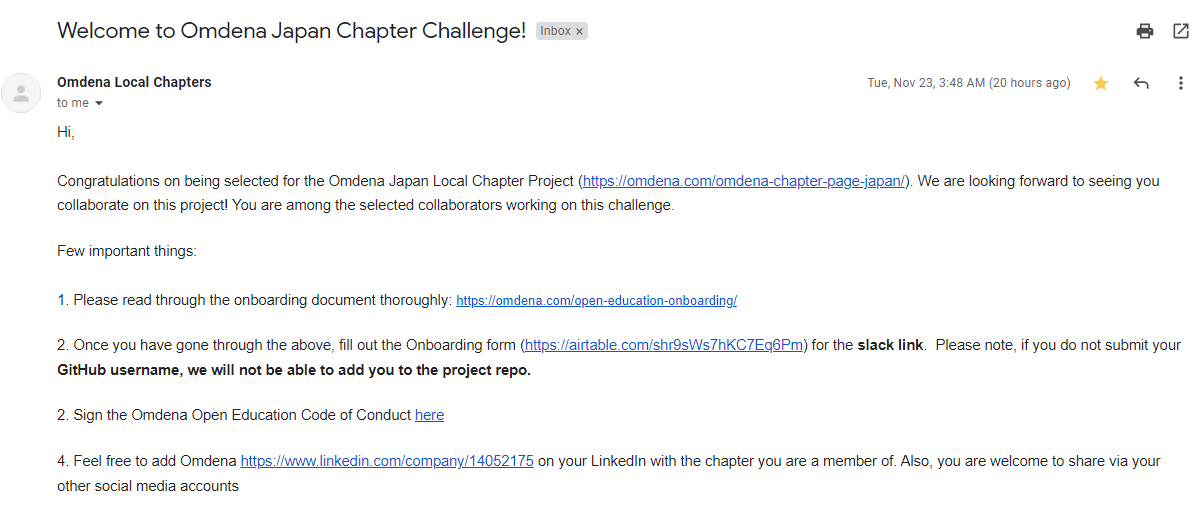 Welcome to Omdena Japan Chapter Challenge! Inbox ×
Omdena Local Chapters
Tue, Nov 23, 3:48 AM (20 hours ago)
to me
Hi,
Congratulations on being selected for the Omdena Japan Local Chapter Project (https://omdena.com/omdena-chapter-page-japan/). We are looking forward to seeing you
collaborate on this project! You are among the selected collaborators working on this challenge.
Few important things:
1. Please read through the onboarding document thoroughly: https://omdena.com/open-education-onboarding/
2. Once you have gone through the above, fill out the Onboarding form (https://airtable.com/shr9sWs7hKC7Eq6Pm) for the slack link.  Please note, if you do not submit your
GitHub username, we will not be able to add you to the project repo.
2. Sign the Omdena Open Education Code of Conduct here
4. Feel free to add Omdena https://www.linkedin.com/company/14052175 on your LinkedIn with the chapter you are a member of. Also, you are welcome to share via your
other social media accounts